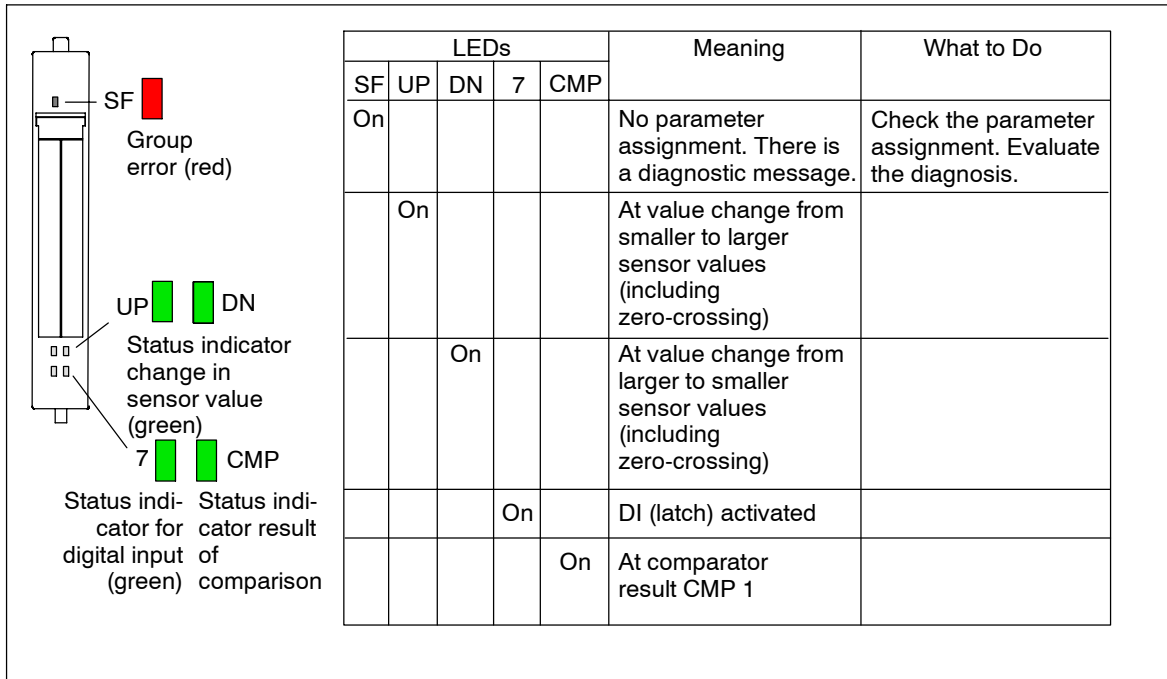 SF
Group
error (red)
UP DN
Status indicator
change in
sensor value
(green)
7 CMP
Status indi-
cator for
digital input
(green)
Status indi-
cator result
of
comparison
LEDs Meaning What to Do
SF UP DN 7 CMP
On No parameter
assignment. There is
a diagnostic message.
Check the parameter
assignment. Evaluate
the diagnosis.
On At value change from
smaller to larger
sensor values
(including
zero-crossing)
On At value change from
larger to smaller
sensor values
(including
zero-crossing)
On DI (latch) activated
On At comparator
result CMP 1